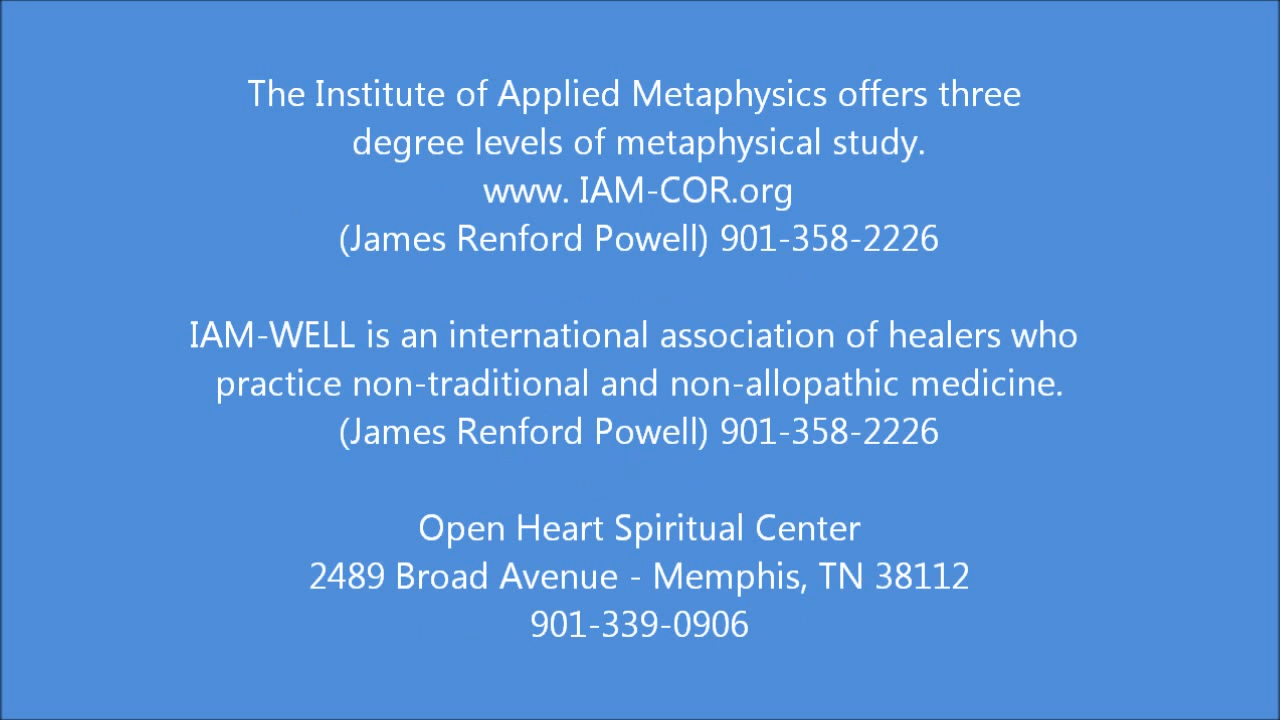 The Institute of Applied Metaphysics offers three
degree levels of metaphysical study.
www. IAM-COR.org
(James Renford Powell) 901-358-2226
IAM-WELL is an international association of healers who
practice non-traditional and non-allopathic medicine.
(James Renford Powell) 901-358-2226
Open Heart Spiritual Center
2489 Broad Avenue - Memphis, TN 38112
901-339-0906